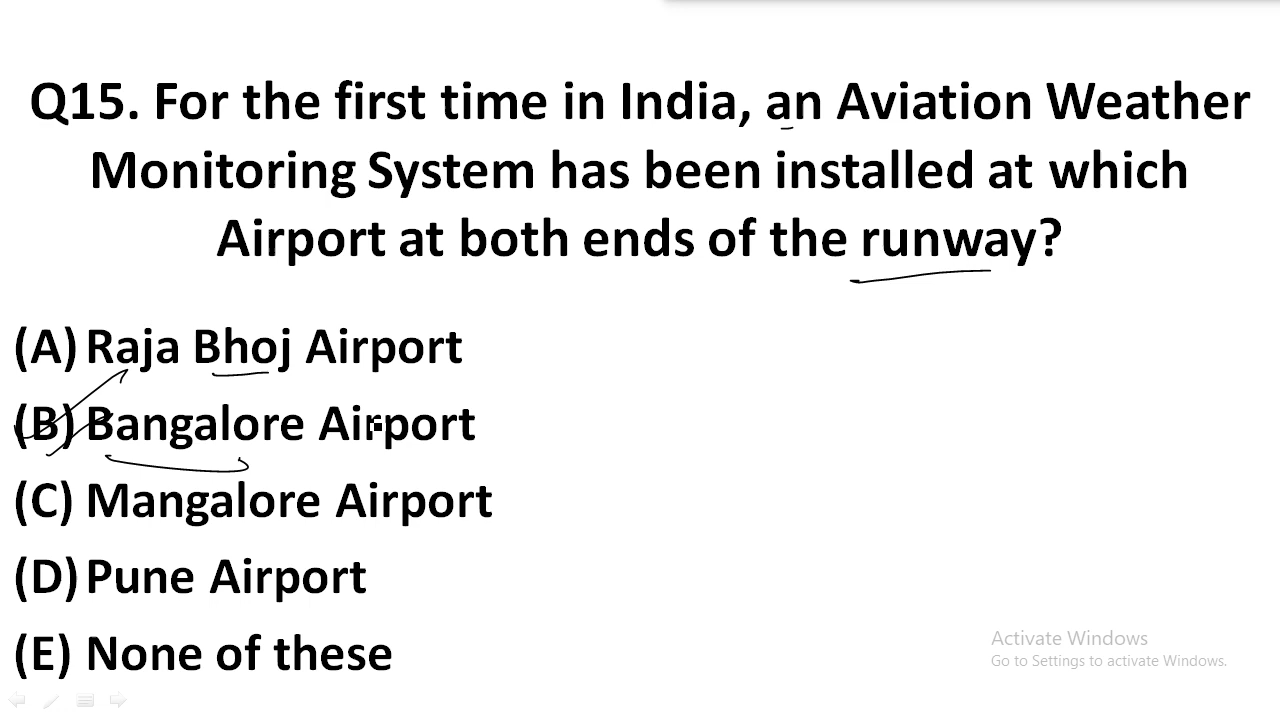 Q15. For the first time in India, an Aviation Weather
Monitoring System has been installed at which
Airport at both ends of the runway?
(A) Raja Bhoj Airport
(B) Bangalore Airport
(C) Mangalore Airport
(D) Pune Airport
(E) None of these
Activate Windows
Go to Settings to activate Windows.